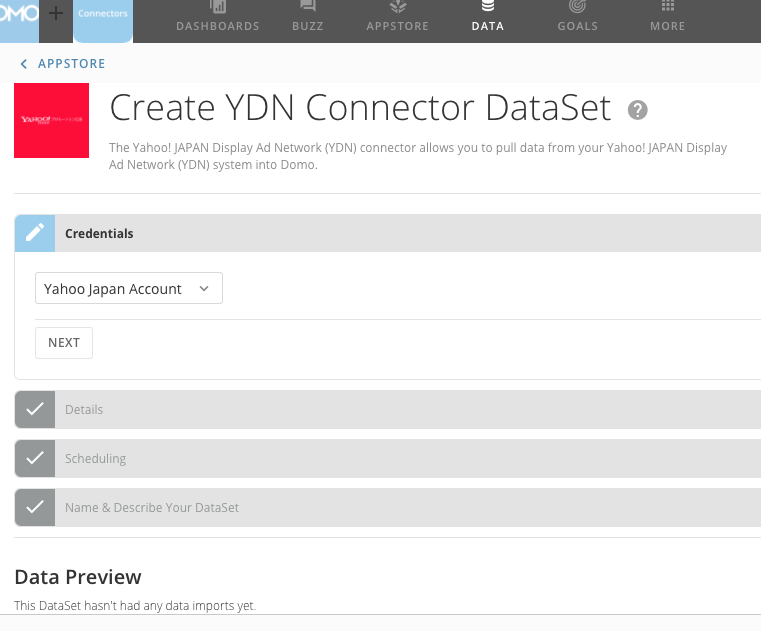 OMO
Connectors
DASHBOARDS
BUZZ
APPSTORE
DATA
GOALS
MORE
APPSTORE
YAHOO!
Create YDN Connector DataSet ?
The Yahoo! JAPAN Display Ad Network (YDN) connector allows you to pull data from your Yahoo! JAPAN Display
Ad Network (YDN) system into Domo.
Credentials
Yahoo Japan Account
NEXT
Details
Scheduling
Name & Describe Your DataSet
Data Preview
This DataSet hasn't had any data imports yet.